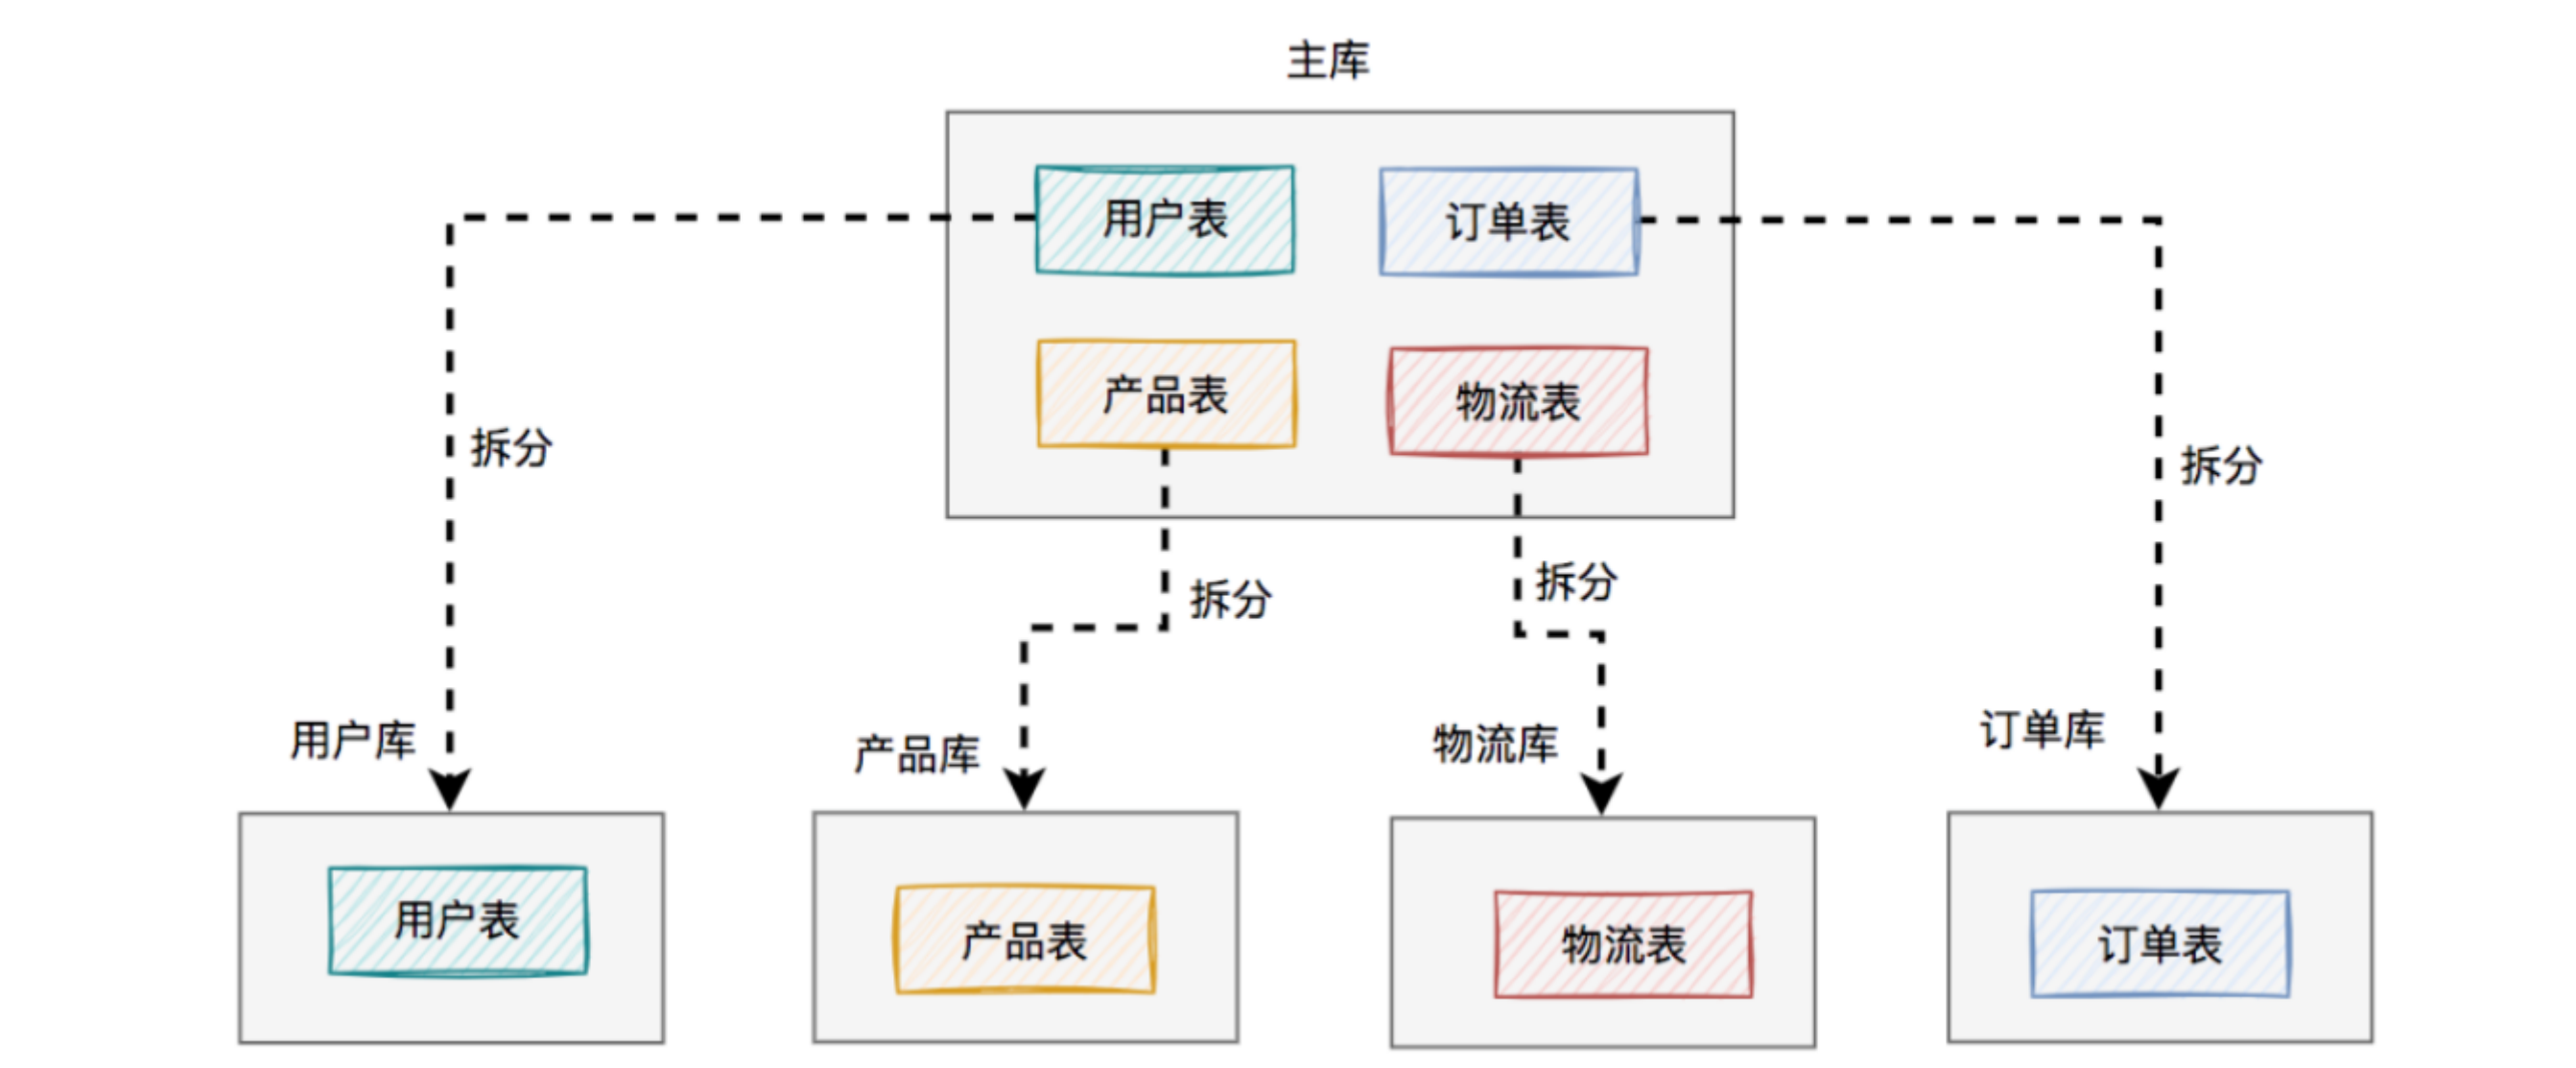 主库
用户表
订单表
产品表
物流表
拆分
拆分
拆分
拆分
用户库
产品库
物流库
订单库
用户表
产品表
物流表
订单表